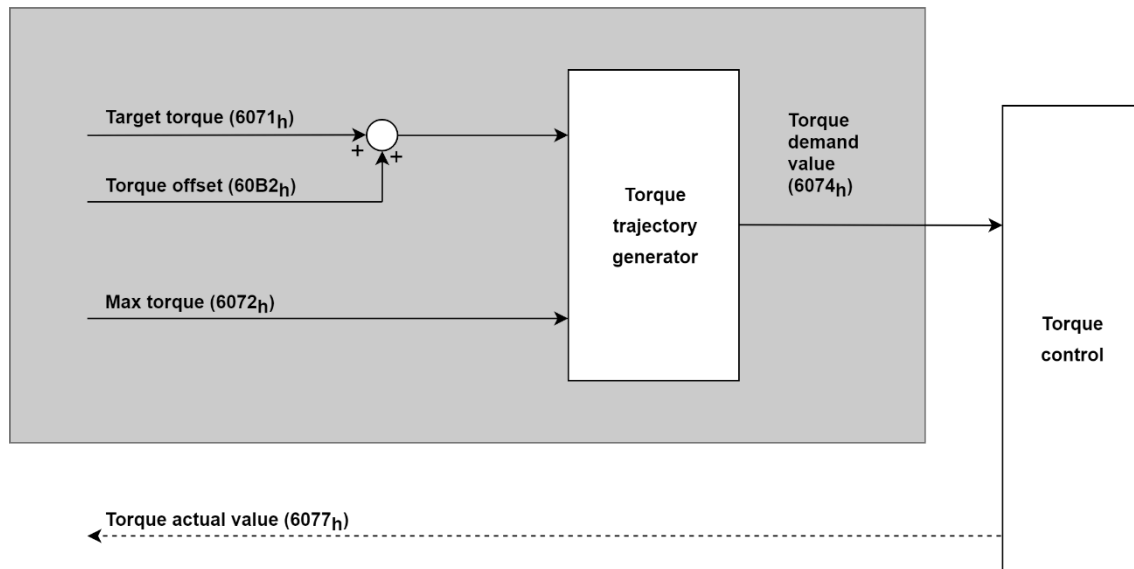 Target torque (6071h)
+
+
Torque offset (60B2h)
Max torque (6072h)
Torque
trajectory
generator
Torque
demand
value
(6074h)
Torque
control
Torque actual value (6077h)